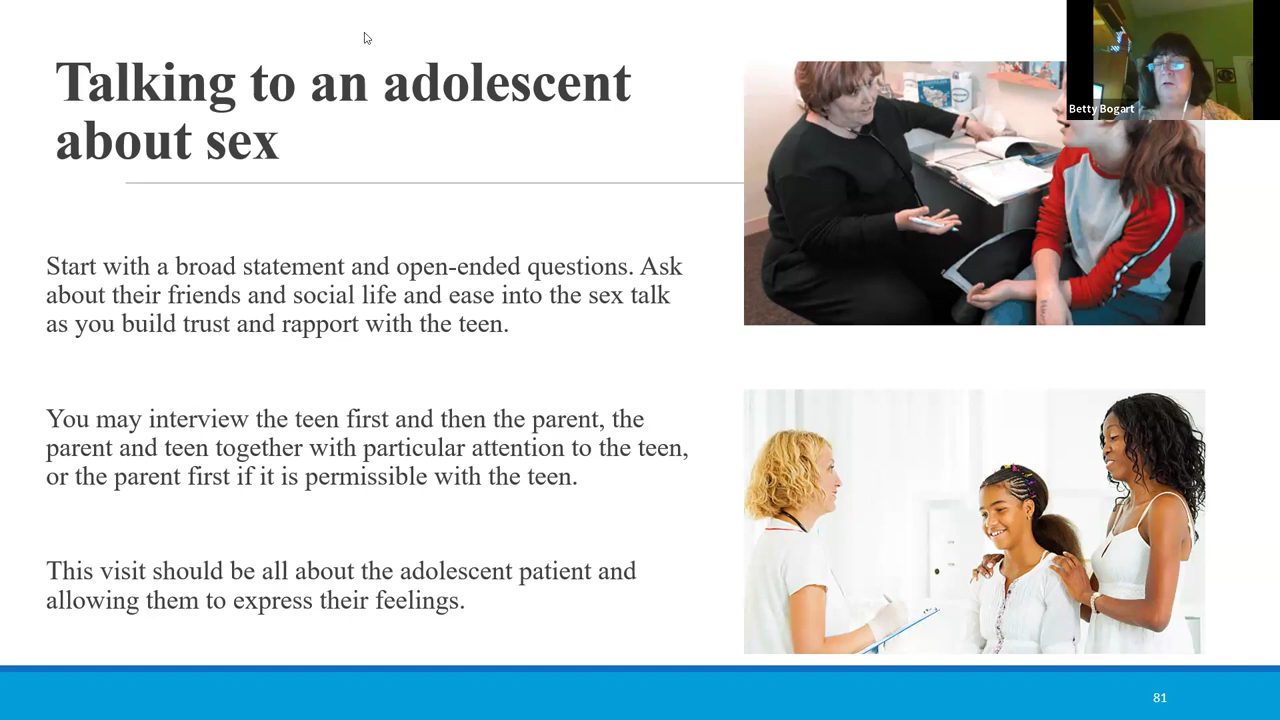 Talking to an adolescent
about sex
Betty Bogart
Start with a broad statement and open-ended questions. Ask
about their friends and social life and ease into the sex talk
as you build trust and rapport with the teen.
You may interview the teen first and then the parent, the
parent and teen together with particular attention to the teen,
or the parent first if it is permissible with the teen.
This visit should be all about the adolescent patient and
allowing them to express their feelings.
81